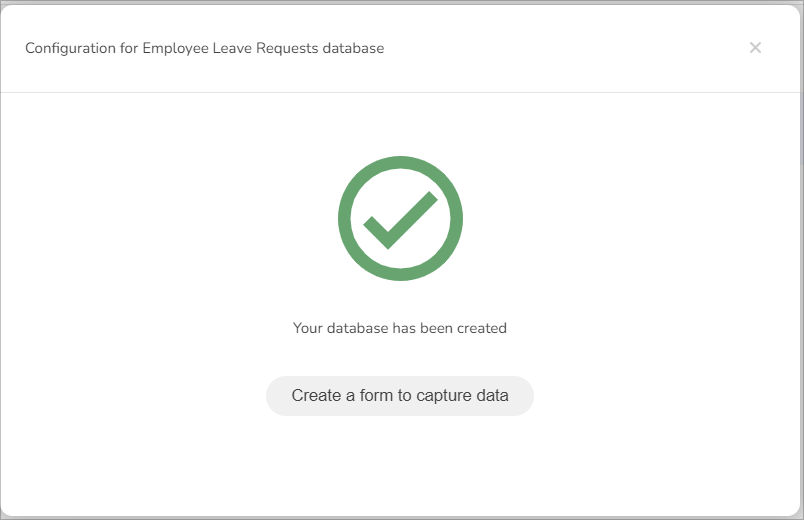 Configuration for Employee Leave Requests database
Your database has been created
Create a form to capture data